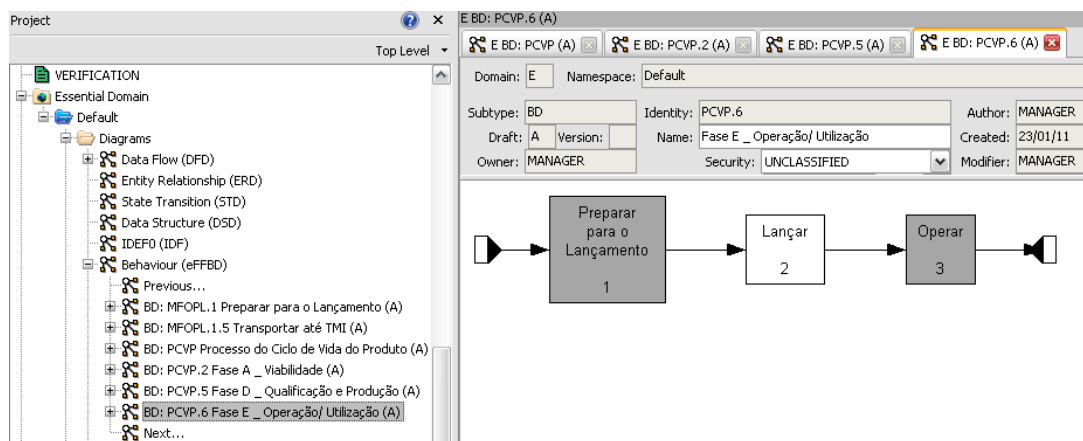 Project
Top Level
VERIFICATION
Essential Domain
Default
Diagrams
Data Flow (DFD)
Entity Relationship (ERD)
State Transition (STD)
Data Structure (DSD)
IDEF0 (IDF)
Behaviour (eFFBD)
Previous...
BD: MFOPL.1 Preparar para o Lançamento (A)
BD: MFOPL.1.5 Transportar até TMI (A)
BD: PCVP Processo do Ciclo de Vida do Produto (A)
BD: PCVP.2 Fase A _ Viabilidade (A)
BD: PCVP.5 Fase D _ Qualificação e Produção (A)
BD: PCVP.6 Fase E _ Operação/ Utilização (A)
Next...
E BD: PCVP.6 (A)
E BD: PCVP (A) E BD: PCVP.2 (A) E BD: PCVP.5 (A) E BD: PCVP.6 (A)
Domain: E Namespace: Default
Subtype: BD Identity: PCVP.6 Author: MANAGER
Draft: A Version: Name: Fase E _ Operação/ Utilização Created: 23/01/11
Owner: MANAGER Security: UNCLASSIFIED Modifier: MANAGER
Preparar
para o
Lançamento
1
Lançar
2
Operar
3